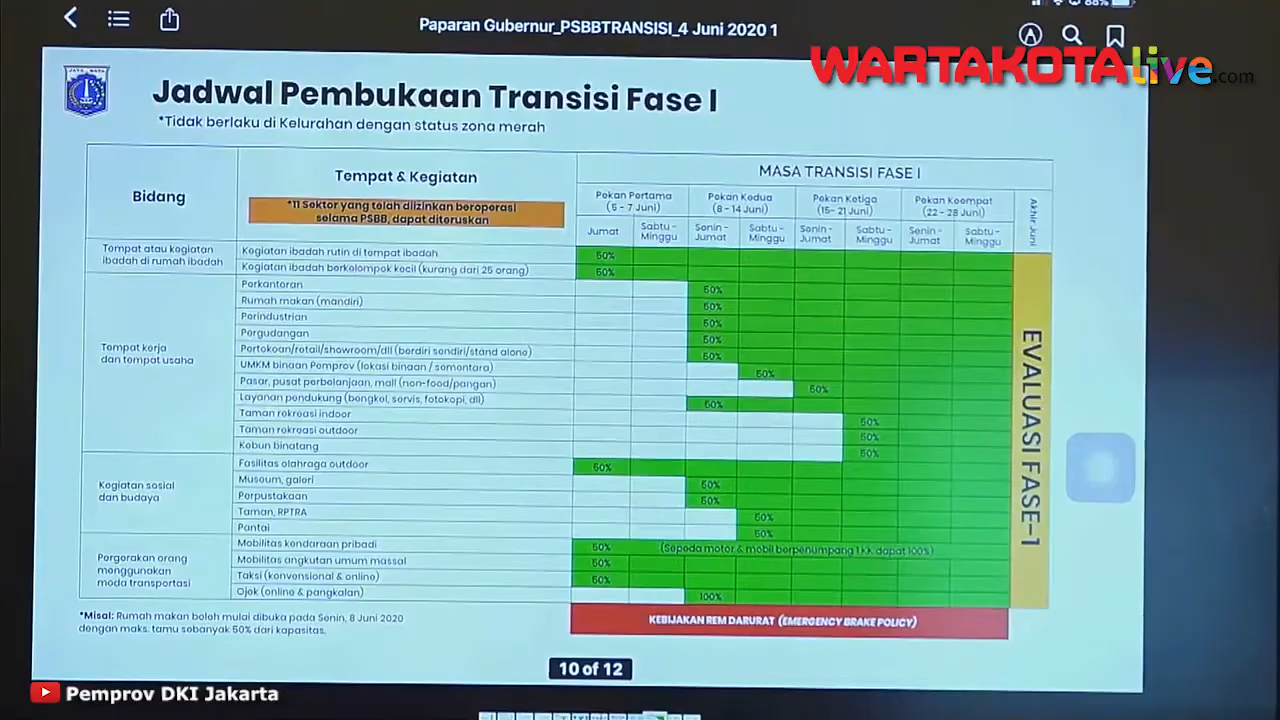 88%
Paparan Gubernur_PSBBTRANSISI_4 Juni 2020 1
WARTAKOTAlive.com
JAYA RAYA
Jadwal Pembukaan Transisi Fase I
*Tidak berlaku di Kelurahan dengan status zona merah
Bidang
Tempat & Kegiatan
*11 Sektor yang telah diizinkan beroperasi
selama PSBB, dapat diteruskan
MASA TRANSISI FASE I
Pekan Pertama
(5 - 7 Juni)
Pekan Kedua
(8 - 14 Juni)
Pekan Ketiga
(15 - 21 Juni)
Pekan Keempat
(22 - 28 Juni)
Akhir Juni
Jumat
Sabtu -
Minggu
Senin -
Jumat
Sabtu -
Minggu
Senin -
Jumat
Sabtu -
Minggu
Senin -
Jumat
Sabtu -
Minggu
Tempat atau kegiatan
ibadah di rumah ibadah
Kegiatan ibadah rutin di tempat ibadah
50%
Kegiatan ibadah berkelompok kecil (kurang dari 25 orang)
50%
Tempat kerja
dan tempat usaha
Perkantoran
50%
Rumah makan (mandiri)
50%
Perindustrian
50%
Pergudangan
50%
Pertokoan/retail/showroom/dll (berdiri sendiri/stand alone)
50%
UMKM binaan Pemprov (lokasi binaan / sementara)
50%
Pasar, pusat perbelanjaan, mall (non-food/pangan)
50%
Layanan pendukung (bengkel, servis, fotokopi, dll)
50%
Taman rekreasi indoor
50%
Taman rekreasi outdoor
50%
Kebun binatang
50%
Kegiatan sosial
dan budaya
Fasilitas olahraga outdoor
50%
Museum, galeri
50%
Perpustakaan
50%
Taman, RPTRA
50%
Pantai
50%
Pergerakan orang
menggunakan
moda transportasi
Mobilitas kendaraan pribadi
50%
(Sepeda motor & mobil berpenumpang 1 KK dapat 100%)
Mobilitas angkutan umum massal
50%
Taksi (konvensional & online)
50%
Ojek (online & pangkalan)
100%
EVALUASI FASE-1
*Misal: Rumah makan boleh mulai dibuka pada Senin, 8 Juni 2020
dengan maks. tamu sebanyak 50% dari kapasitas.
KEBIJAKAN REM DARURAT (EMERGENCY BRAKE POLICY)
10 of 12
Pemprov DKI Jakarta